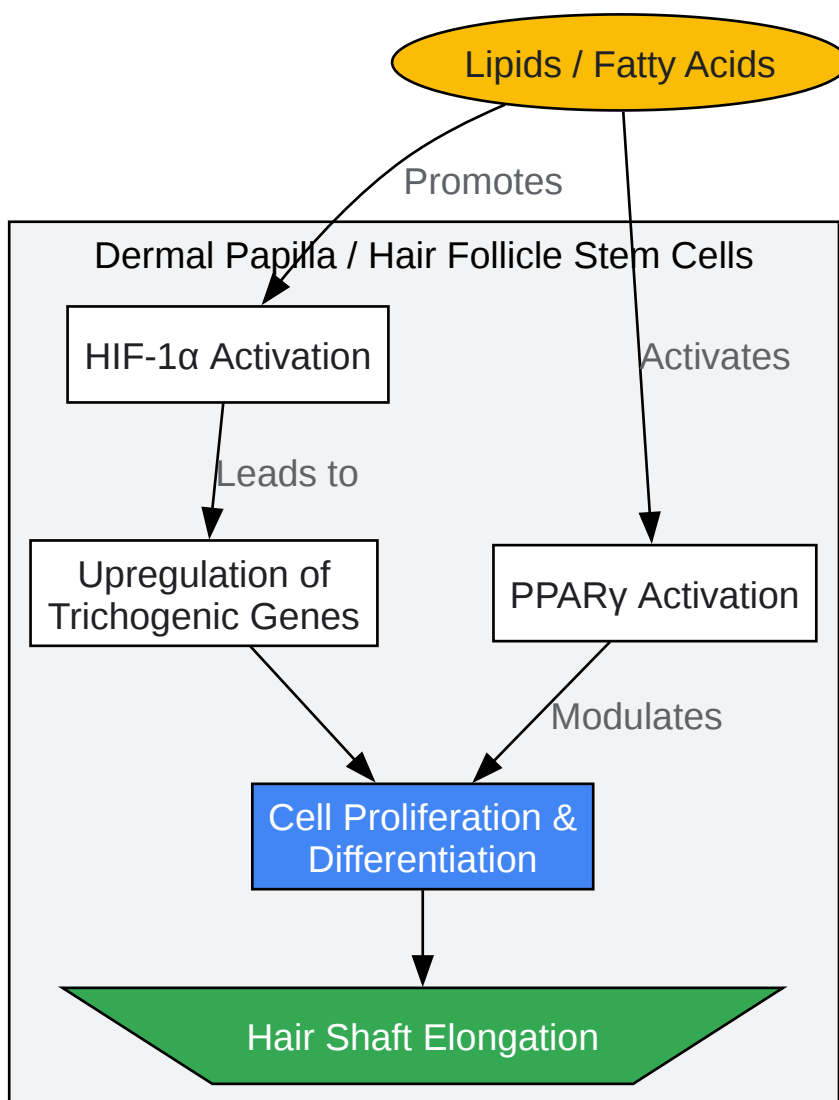 Lipids / Fatty Acids
Promotes
Dermal Papilla / Hair Follicle Stem Cells
HIF-1α Activation
Activates
Leads to
Upregulation of
Trichogenic Genes
PPARγ Activation
Modulates
Cell Proliferation &
Differentiation
Hair Shaft Elongation